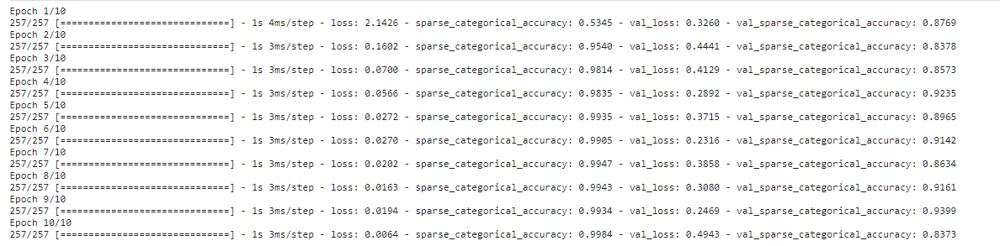 Epoch 1/10
257/257 [==============================] - 1s 4ms/step - loss: 2.1426 - sparse_categorical_accuracy: 0.5345 - val_loss: 0.3260 - val_sparse_categorical_accuracy: 0.8769
Epoch 2/10
257/257 [==============================] - 1s 3ms/step - loss: 0.1602 - sparse_categorical_accuracy: 0.9540 - val_loss: 0.4441 - val_sparse_categorical_accuracy: 0.8378
Epoch 3/10
257/257 [==============================] - 1s 3ms/step - loss: 0.0700 - sparse_categorical_accuracy: 0.9814 - val_loss: 0.4129 - val_sparse_categorical_accuracy: 0.8573
Epoch 4/10
257/257 [==============================] - 1s 3ms/step - loss: 0.0566 - sparse_categorical_accuracy: 0.9835 - val_loss: 0.2892 - val_sparse_categorical_accuracy: 0.9235
Epoch 5/10
257/257 [==============================] - 1s 3ms/step - loss: 0.0272 - sparse_categorical_accuracy: 0.9935 - val_loss: 0.3715 - val_sparse_categorical_accuracy: 0.8965
Epoch 6/10
257/257 [==============================] - 1s 3ms/step - loss: 0.0270 - sparse_categorical_accuracy: 0.9905 - val_loss: 0.2316 - val_sparse_categorical_accuracy: 0.9142
Epoch 7/10
257/257 [==============================] - 1s 3ms/step - loss: 0.0202 - sparse_categorical_accuracy: 0.9947 - val_loss: 0.3858 - val_sparse_categorical_accuracy: 0.8634
Epoch 8/10
257/257 [==============================] - 1s 3ms/step - loss: 0.0163 - sparse_categorical_accuracy: 0.9943 - val_loss: 0.3080 - val_sparse_categorical_accuracy: 0.9161
Epoch 9/10
257/257 [==============================] - 1s 3ms/step - loss: 0.0194 - sparse_categorical_accuracy: 0.9934 - val_loss: 0.2469 - val_sparse_categorical_accuracy: 0.9399
Epoch 10/10
257/257 [==============================] - 1s 3ms/step - loss: 0.0064 - sparse_categorical_accuracy: 0.9984 - val_loss: 0.4943 - val_sparse_categorical_accuracy: 0.8373